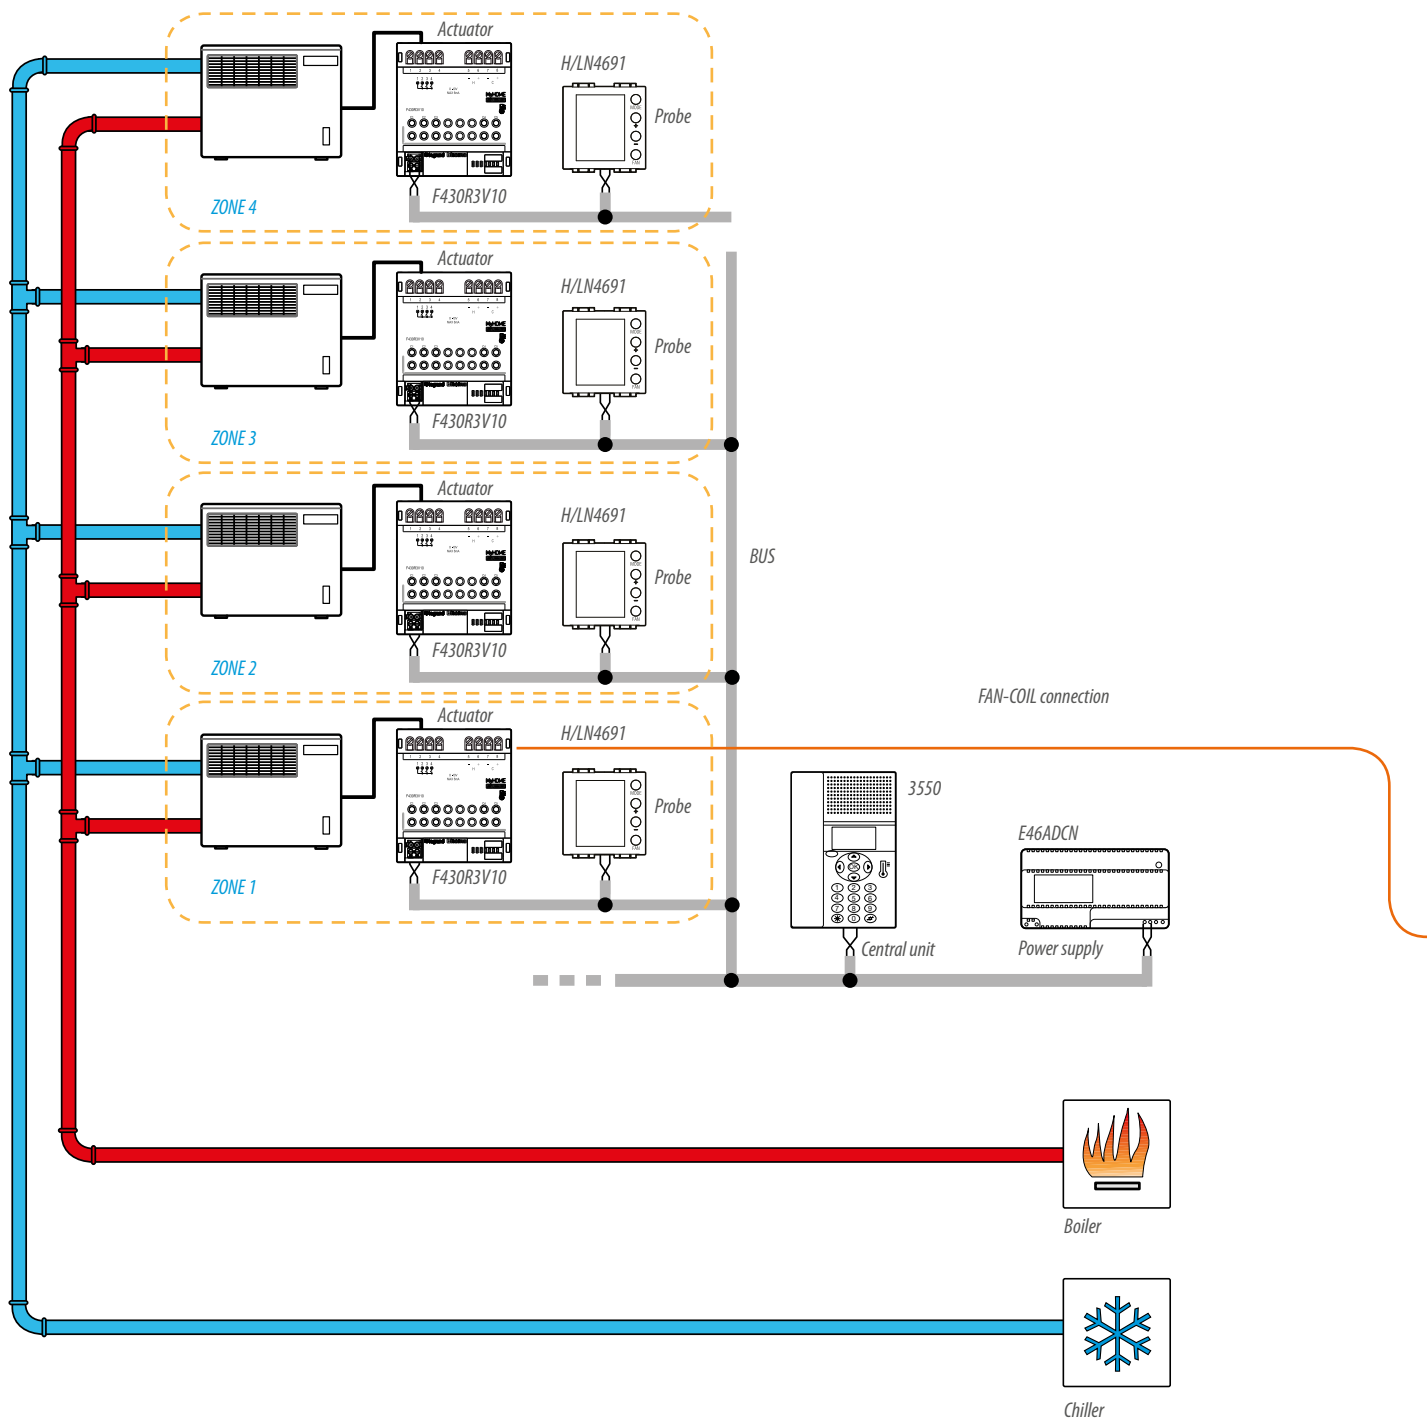 Actuator
H/LN4691
Probe
F430R3V10
ZONE 4
Actuator
H/LN4691
Probe
F430R3V10
ZONE 3
Actuator
H/LN4691
Probe
F430R3V10
ZONE 2
BUS
Actuator
H/LN4691
Probe
F430R3V10
ZONE 1
FAN-COIL connection
3550
Central unit
E46ADCN
Power supply
Boiler
Chiller